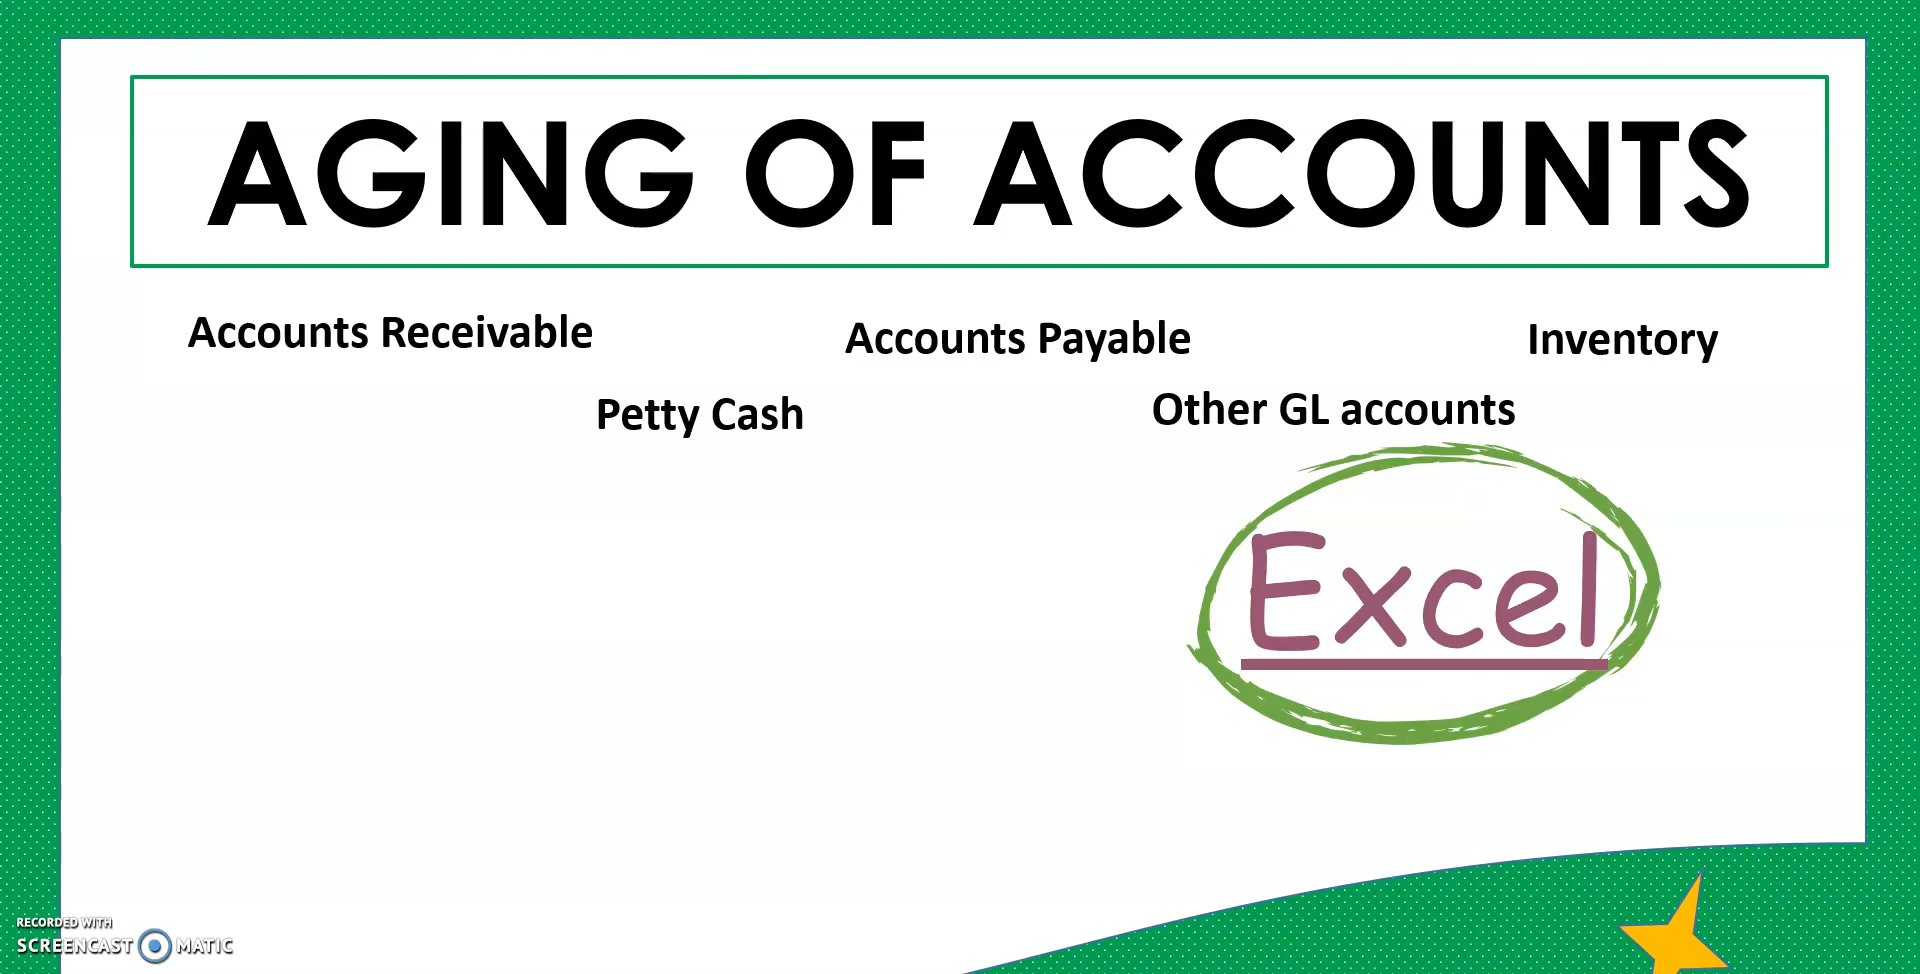 AGING OF ACCOUNTS
Accounts Receivable Accounts Payable Inventory
Petty Cash Other GL accounts
Excel
RECORDED WITH
SCREENCAST MATIC